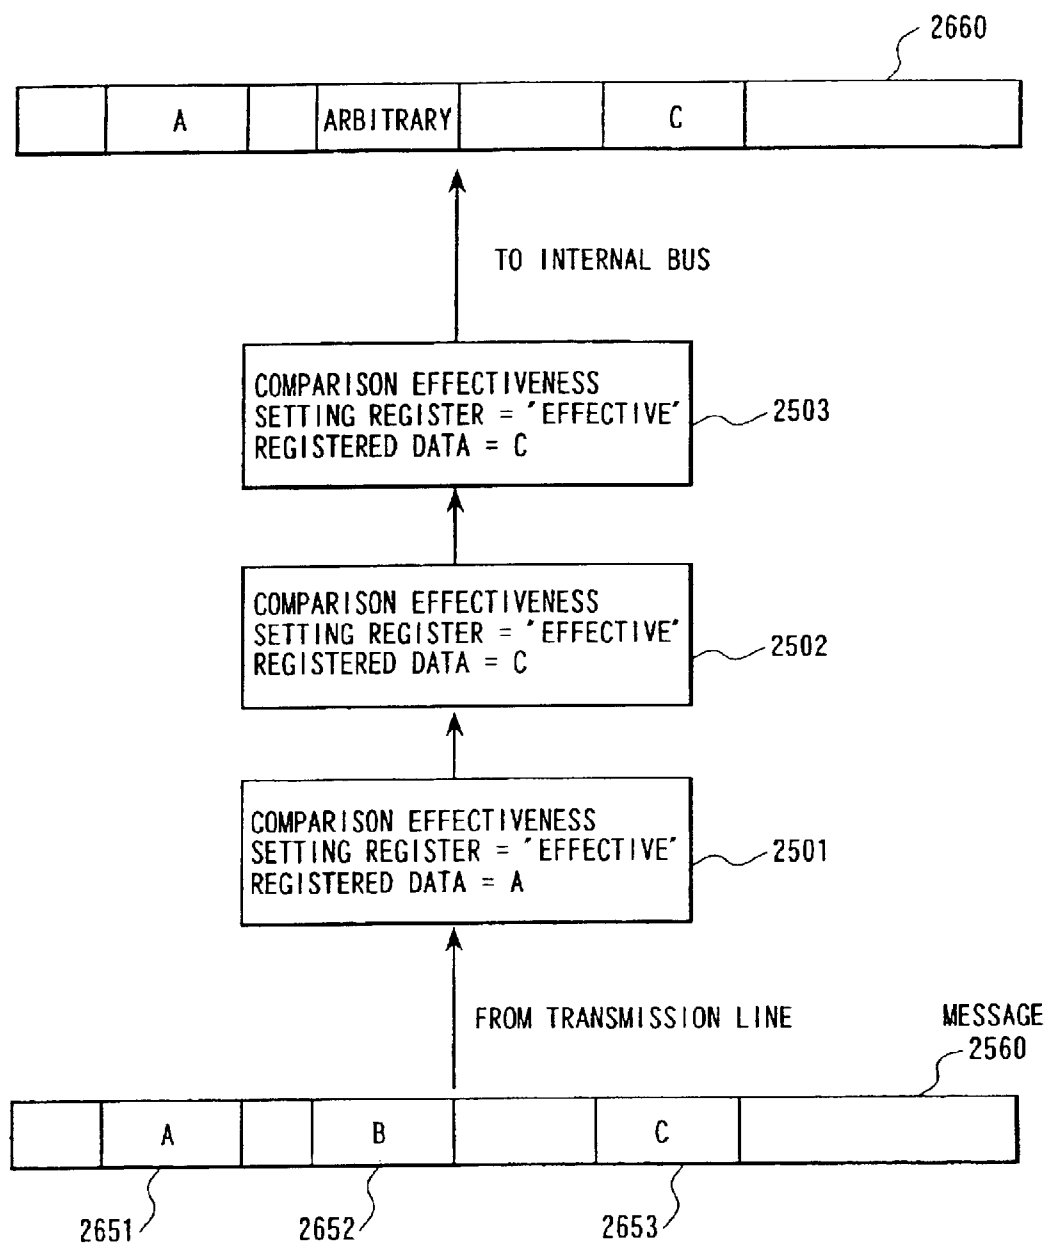 2660
A ARBITRARY C
TO INTERNAL BUS
COMPARISON EFFECTIVENESS
SETTING REGISTER = 'EFFECTIVE'
REGISTERED DATA = C
2503
COMPARISON EFFECTIVENESS
SETTING REGISTER = 'EFFECTIVE'
REGISTERED DATA = C
2502
COMPARISON EFFECTIVENESS
SETTING REGISTER = 'EFFECTIVE'
REGISTERED DATA = A
2501
FROM TRANSMISSION LINE
MESSAGE
2560
A B C
2651 2652 2653